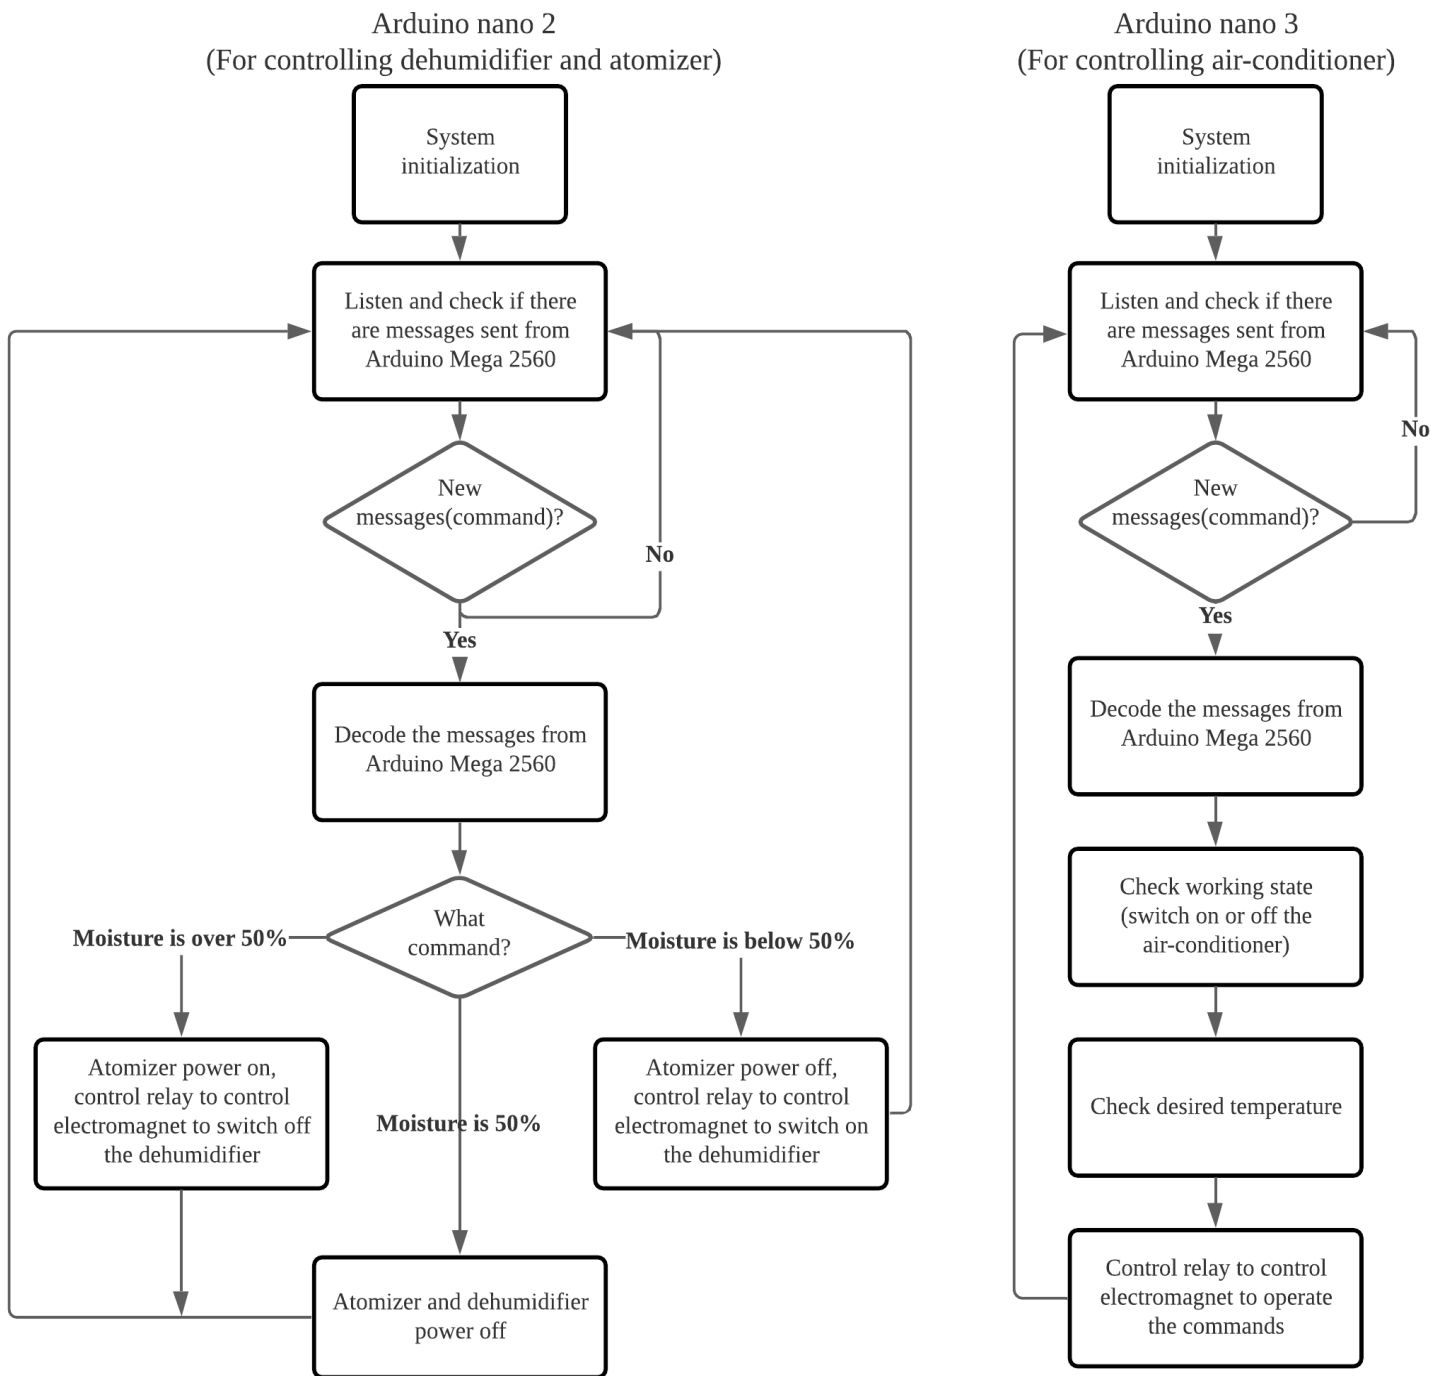 Arduino nano 2
(For controlling dehumidifier and atomizer)
System
initialization
Listen and check if there
are messages sent from
Arduino Mega 2560
New
messages(command)?
No
Yes
Decode the messages from
Arduino Mega 2560
What
command?
Moisture is over 50%
Moisture is below 50%
Atomizer power on,
control relay to control
electromagnet to switch off
the dehumidifier
Moisture is 50%
Atomizer power off,
control relay to control
electromagnet to switch on
the dehumidifier
Atomizer and dehumidifier
power off
Arduino nano 3
(For controlling air-conditioner)
System
initialization
Listen and check if there
are messages sent from
Arduino Mega 2560
No
New
messages(command)?
Yes
Decode the messages from
Arduino Mega 2560
Check working state
(switch on or off the
air-conditioner)
Check desired temperature
Control relay to control
electromagnet to operate
the commands